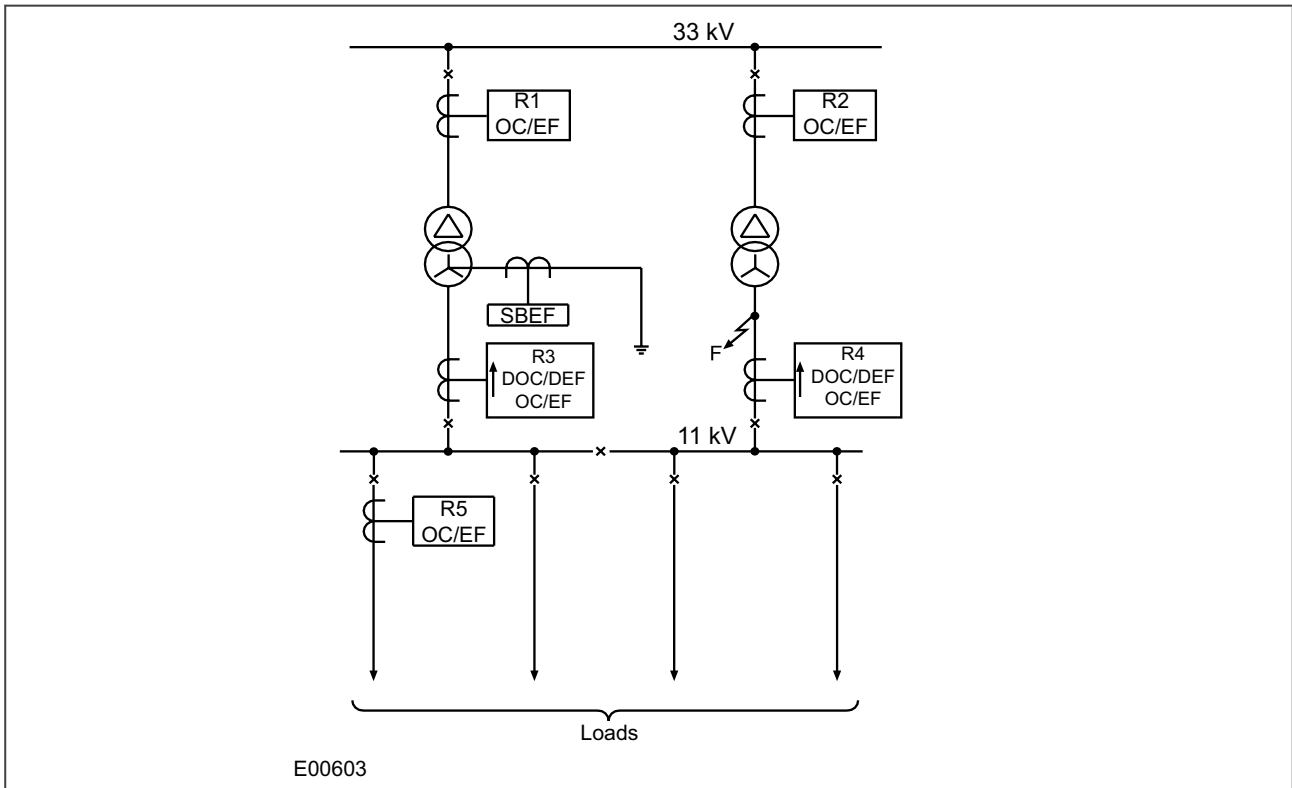 33 kV
R1
OC/EF
R2
OC/EF
SBEF
R3
DOC/DEF
OC/EF
F
R4
DOC/DEF
OC/EF
11 kV
R5
OC/EF
Loads
E00603